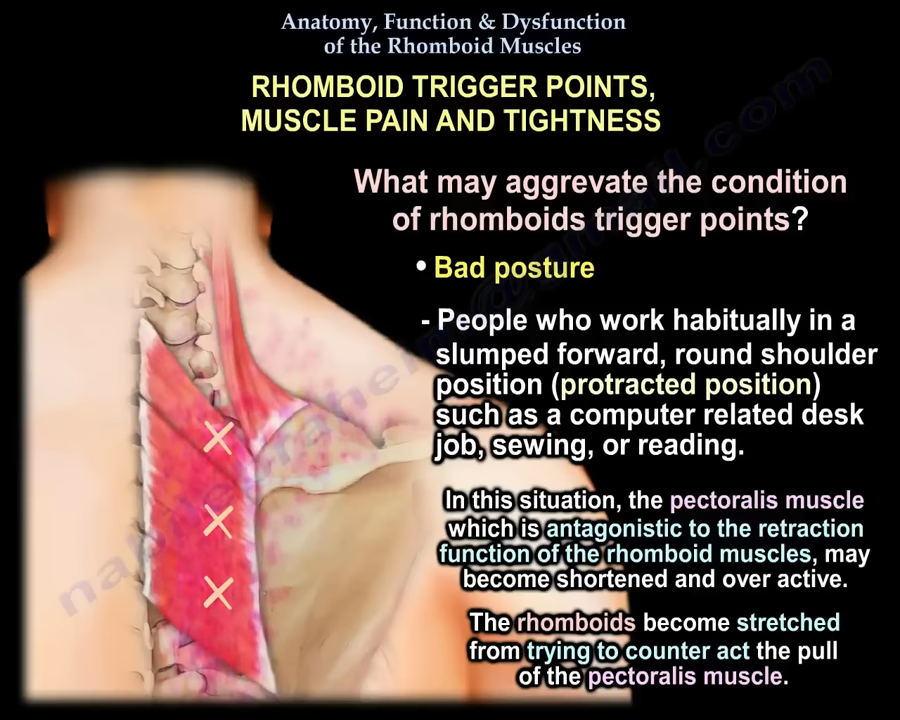 Anatomy, Function & Dysfunction
of the Rhomboid Muscles
RHOMBOID TRIGGER POINTS,
MUSCLE PAIN AND TIGHTNESS
What may aggrevate the condition
of rhomboids trigger points?
• Bad posture
- People who work habitually in a
slumped forward, round shoulder
position (protracted position)
such as a computer related desk
job, sewing, or reading.
In this situation, the pectoralis muscle
which is antagonistic to the retraction
function of the rhomboid muscles, may
become shortened and over active.
The rhomboids become stretched
from trying to counter act the pull
of the pectoralis muscle.